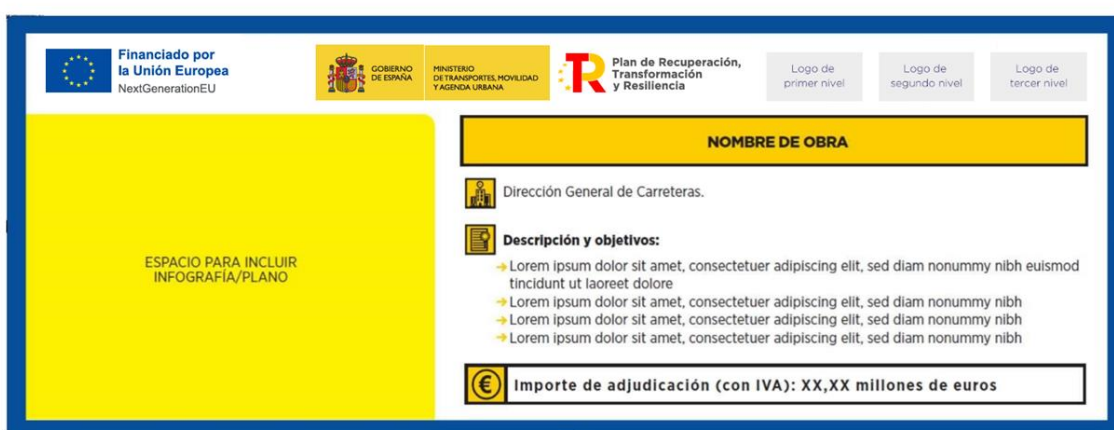 Financiado por
la Unión Europea
NextGenerationEU
GOBIERNO
DE ESPAÑA
MINISTERIO
DE TRANSPORTES, MOVILIDAD
Y AGENDA URBANA
R
Plan de Recuperación,
Transformación
y Resiliencia
Logo de
primer nivel
Logo de
segundo nivel
Logo de
tercer nivel
ESPACIO PARA INCLUIR
INFOGRAFÍA/PLANO
NOMBRE DE OBRA
Dirección General de Carreteras.
Descripción y objetivos:
→ Lorem ipsum dolor sit amet, consectetuer adipiscing elit, sed diam nonummy nibh euismod
tincidunt ut laoreet dolore
→ Lorem ipsum dolor sit amet, consectetuer adipiscing elit, sed diam nonummy nibh
→ Lorem ipsum dolor sit amet, consectetuer adipiscing elit, sed diam nonummy nibh
→ Lorem ipsum dolor sit amet, consectetuer adipiscing elit, sed diam nonummy nibh
€ Importe de adjudicación (con IVA): XX,XX millones de euros